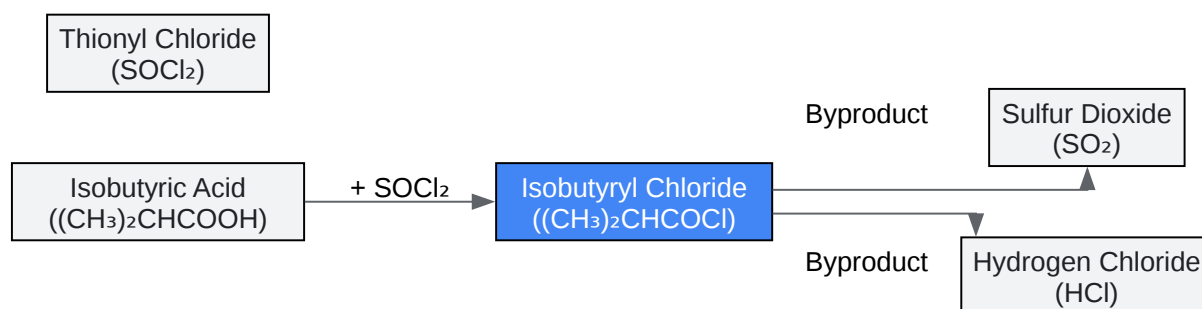 Thionyl Chloride
(SOCl₂)
Byproduct
Sulfur Dioxide
(SO₂)
Isobutyric Acid
((CH₃)₂CHCOOH)
+ SOCl₂
Isobutyryl Chloride
((CH₃)₂CHCOCl)
Byproduct
Hydrogen Chloride
(HCl)